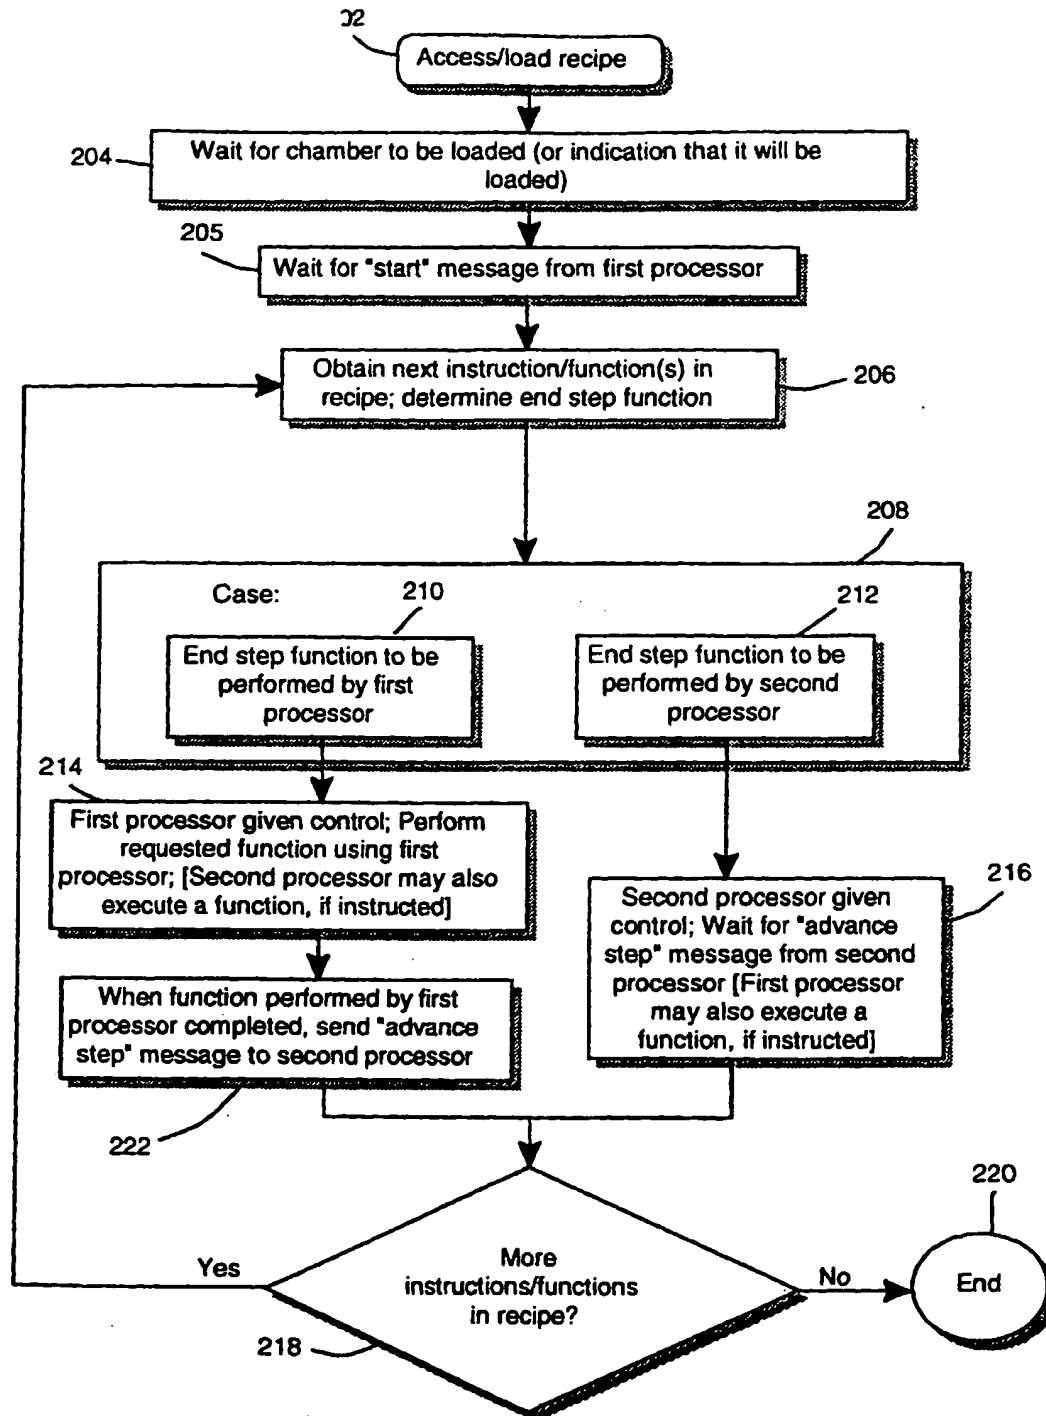 02
Access/load recipe
204
Wait for chamber to be loaded (or indication that it will be
loaded)
205
Wait for "start" message from first processor
Obtain next instruction/function(s) in
recipe; determine end step function
206
208
Case:
210
212
End step function to be
performed by first
processor
End step function to be
performed by second
processor
214
First processor given control; Perform
requested function using first
processor; [Second processor may also
execute a function, if instructed]
216
Second processor given
control; Wait for "advance
step" message from second
processor [First processor
may also execute a
function, if instructed]
When function performed by first
processor completed, send "advance
step" message to second processor
222
220
Yes
More
instructions/functions
in recipe?
No
End
218